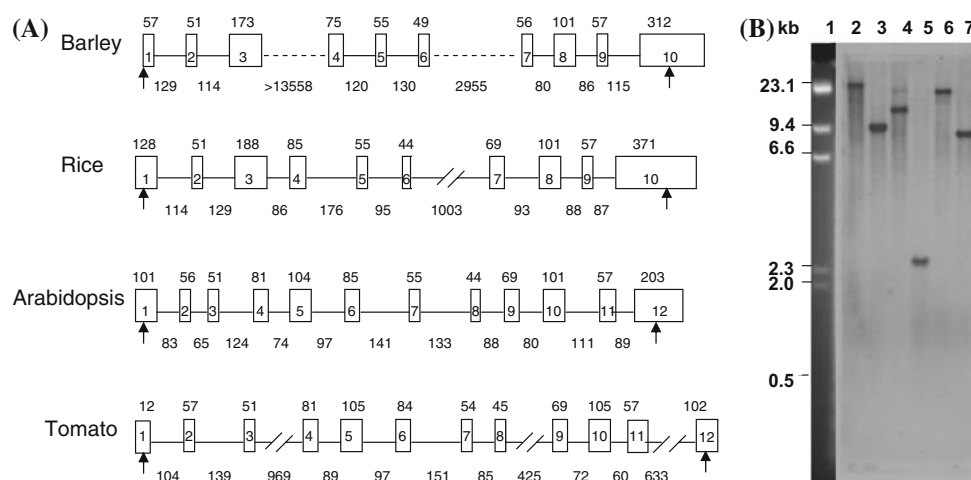 (A)
57 51 173 75 55 49 56 101 57 312
Barley
1 2 3 4 5 6 7 8 9 10
129 114 >13558 120 130 2955 80 86 115
128 51 188 85 55 44 69 101 57 371
Rice
1 2 3 4 5 6 7 8 9 10
114 129 86 176 95 1003 93 88 87
101 56 51 81 104 85 55 44 69 101 57 203
Arabidopsis
1 2 3 4 5 6 7 8 9 10 11 12
83 65 124 74 97 141 133 88 80 111 89
12 57 51 81 105 84 54 45 69 105 57 102
Tomato
1 2 3 4 5 6 7 8 9 10 11 12
104 139 969 89 97 151 85 425 72 60 633
(B) kb 1 2 3 4 5 6 7
23.1
9.4
6.6
2.3
2.0
0.5